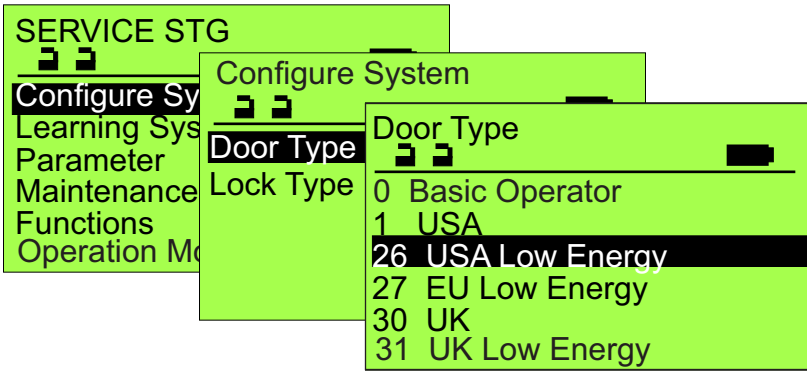 SERVICE STG
Configure Sy
Learning Sys
Parameter
Maintenance
Functions
Operation Mo
Configure System
Door Type
Lock Type
Door Type
0 Basic Operator
1 USA
26 USA Low Energy
27 EU Low Energy
30 UK
31 UK Low Energy